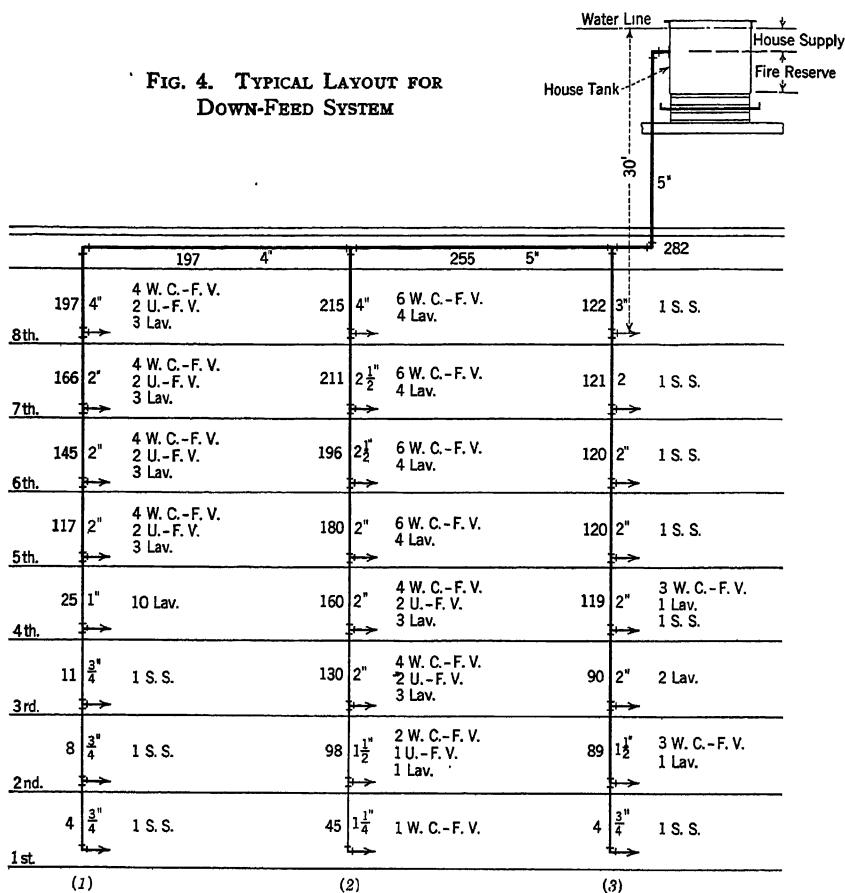 Water Line
House Supply
Fire Reserve
House Tank
FIG. 4. TYPICAL LAYOUT FOR
DOWN-FEED SYSTEM
30'
5"
197 4' 255 5" 282
197 4" 4 W. C.-F. V.
2 U.-F. V.
3 Lav.
215 4" 6 W. C.-F. V.
4 Lav.
122 3" 1 S. S.
8th.
166 2" 4 W. C.-F. V.
2 U.-F. V.
3 Lav.
211 2 1/2" 6 W. C.-F. V.
4 Lav.
121 2 1 S. S.
7th.
145 2" 4 W. C.-F. V.
2 U.-F. V.
3 Lav.
196 2 1/2" 6 W. C.-F. V.
4 Lav.
120 2" 1 S. S.
6th.
117 2" 4 W. C.-F. V.
2 U.-F. V.
3 Lav.
180 2" 6 W. C.-F. V.
4 Lav.
120 2" 1 S. S.
5th.
25 1" 10 Lav.
160 2" 4 W. C.-F. V.
2 U.-F. V.
3 Lav.
119 2" 3 W. C.-F. V.
1 Lav.
1 S. S.
4th.
11 3/4" 1 S. S.
130 2" 4 W. C.-F. V.
2 U.-F. V.
3 Lav.
90 2" 2 Lav.
3rd.
8 3/4" 1 S. S.
98 1 1/2" 2 W. C.-F. V.
1 U.-F. V.
1 Lav.
89 1 1/2" 3 W. C.-F. V.
1 Lav.
2nd.
4 3/4" 1 S. S.
45 1 1/4" 1 W. C.-F. V.
4 3/4" 1 S. S.
1st.
(1) (2) (3)